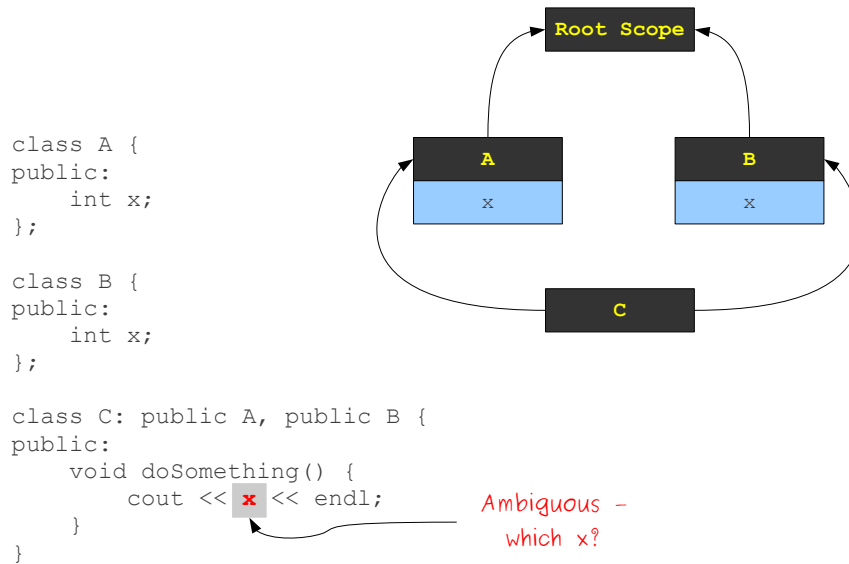 Root Scope
A
x
B
x
C
class A {
public:
    int x;
};
class B {
public:
    int x;
};
class C: public A, public B {
public:
    void doSomething() {
        cout << x << endl;
    }
}
Ambiguous –
which x?